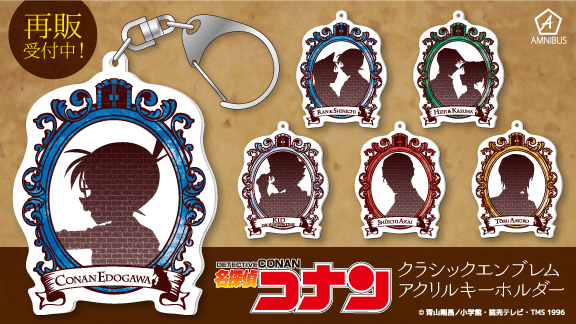 再販
受付中!
AMNIBUS
RAN & SHINICHI
HEIJI & KAZUHA
KID
SHUICHI AKAI
TORU AMURO
CONAN EDOGAWA
DETECTIVE CONAN
名探偵
コナン
クラシックエンブレム
アクリルキーホルダー
© 青山剛昌/小学館・読売テレビ・TMS 1996